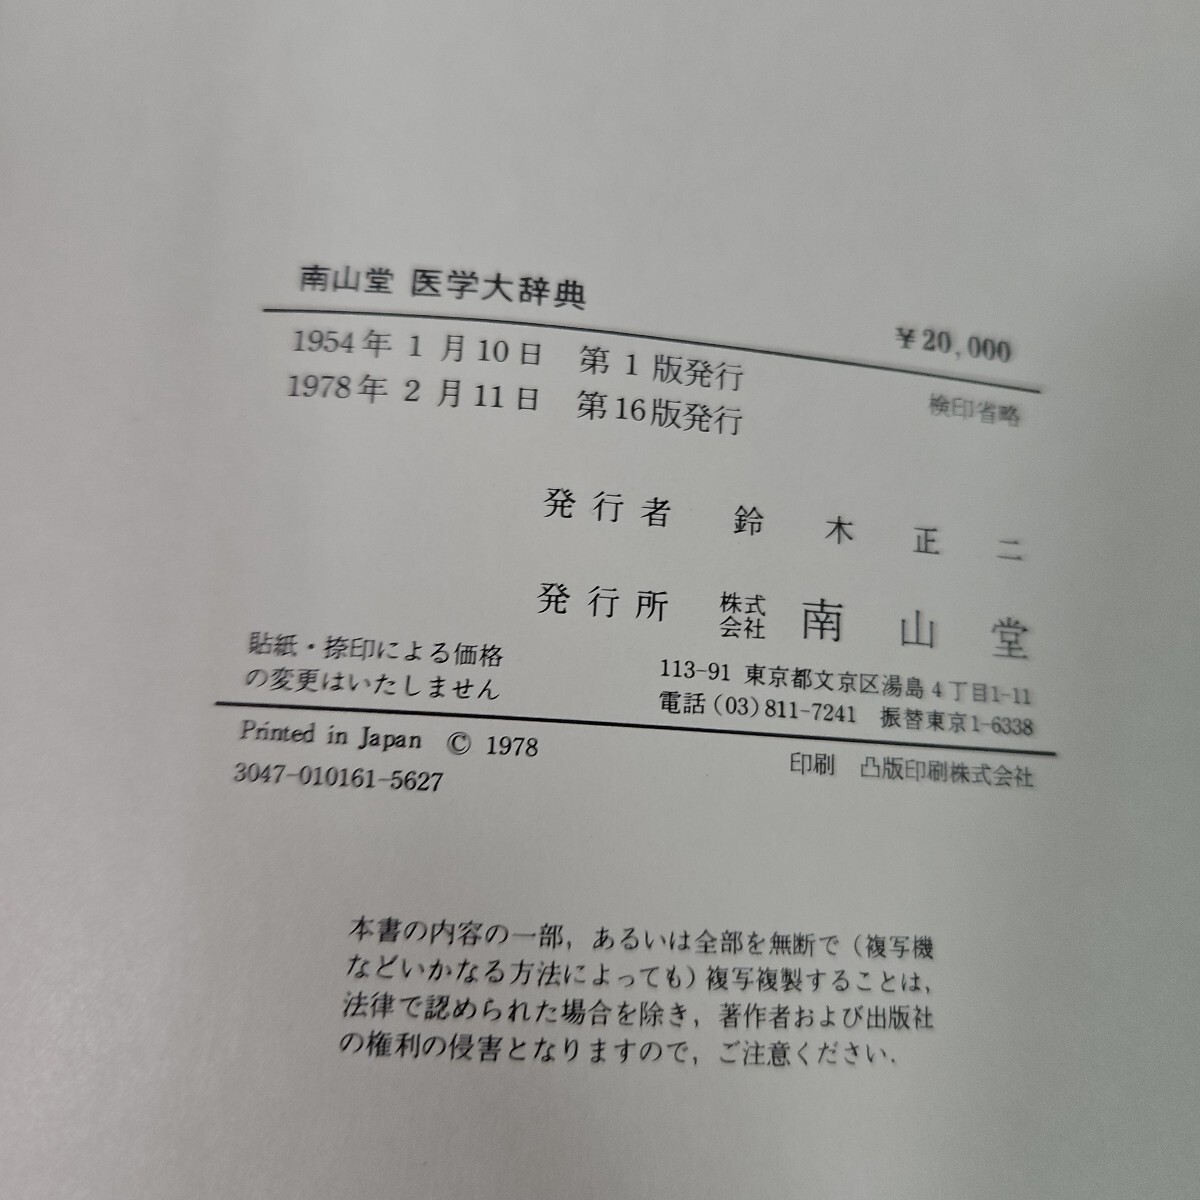 南山堂 医学大辞典
¥20,000
1954年 1 月10日 第 1 版発行
1978年 2 月11日 第16版発行
検印省略
発行者 鈴木正二
発行所 株式会社 南山堂
貼紙・捺印による価格
の変更はいたしません
113-91 東京都文京区湯島 4 丁目1-11
電話 (03) 811-7241 振替東京1-6338
Printed in Japan © 1978
印刷 凸版印刷株式会社
3047-010161-5627
本書の内容の一部, あるいは全部を無断で (複写機
などいかなる方法によっても) 複写複製することは,
法律で認められた場合を除き, 著作者および出版社
の権利の侵害となりますので, ご注意ください.